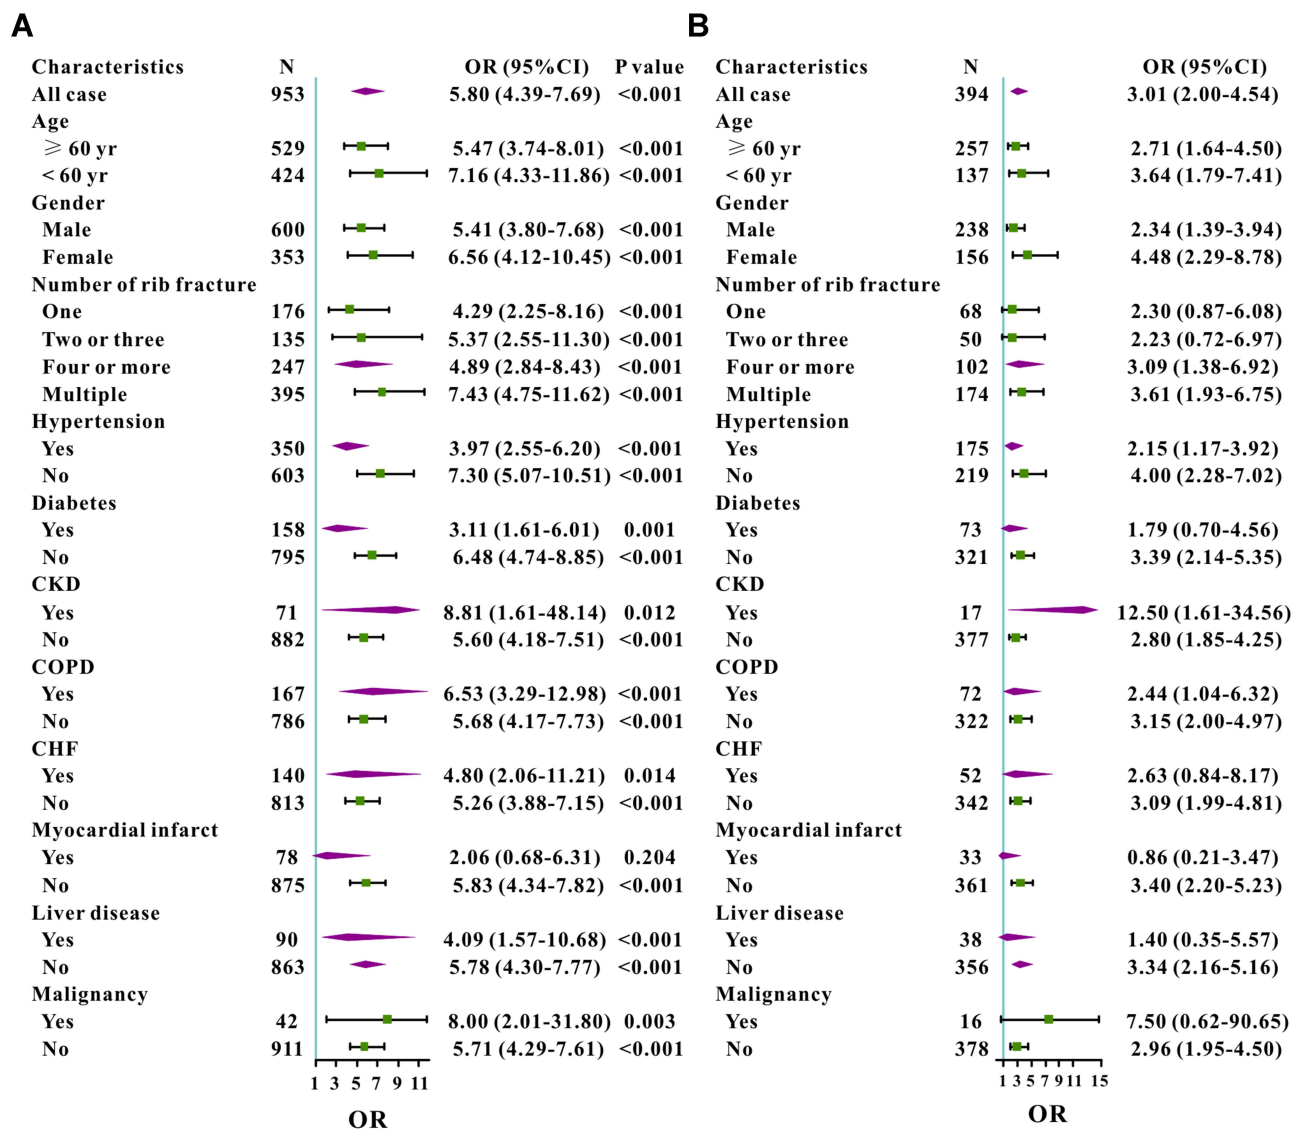 A
Characteristics N OR (95%CI) P value
All case 953 5.80 (4.39-7.69) <0.001
Age
⩾ 60 yr 529 5.47 (3.74-8.01) <0.001
< 60 yr 424 7.16 (4.33-11.86) <0.001
Gender
Male 600 5.41 (3.80-7.68) <0.001
Female 353 6.56 (4.12-10.45) <0.001
Number of rib fracture
One 176 4.29 (2.25-8.16) <0.001
Two or three 135 5.37 (2.55-11.30) <0.001
Four or more 247 4.89 (2.84-8.43) <0.001
Multiple 395 7.43 (4.75-11.62) <0.001
Hypertension
Yes 350 3.97 (2.55-6.20) <0.001
No 603 7.30 (5.07-10.51) <0.001
Diabetes
Yes 158 3.11 (1.61-6.01) 0.001
No 795 6.48 (4.74-8.85) <0.001
CKD
Yes 71 8.81 (1.61-48.14) 0.012
No 882 5.60 (4.18-7.51) <0.001
COPD
Yes 167 6.53 (3.29-12.98) <0.001
No 786 5.68 (4.17-7.73) <0.001
CHF
Yes 140 4.80 (2.06-11.21) 0.014
No 813 5.26 (3.88-7.15) <0.001
Myocardial infarct
Yes 78 2.06 (0.68-6.31) 0.204
No 875 5.83 (4.34-7.82) <0.001
Liver disease
Yes 90 4.09 (1.57-10.68) <0.001
No 863 5.78 (4.30-7.77) <0.001
Malignancy
Yes 42 8.00 (2.01-31.80) 0.003
No 911 5.71 (4.29-7.61) <0.001
1 3 5 7 9 11
OR
B
Characteristics N OR (95%CI)
All case 394 3.01 (2.00-4.54)
Age
⩾ 60 yr 257 2.71 (1.64-4.50)
< 60 yr 137 3.64 (1.79-7.41)
Gender
Male 238 2.34 (1.39-3.94)
Female 156 4.48 (2.29-8.78)
Number of rib fracture
One 68 2.30 (0.87-6.08)
Two or three 50 2.23 (0.72-6.97)
Four or more 102 3.09 (1.38-6.92)
Multiple 174 3.61 (1.93-6.75)
Hypertension
Yes 175 2.15 (1.17-3.92)
No 219 4.00 (2.28-7.02)
Diabetes
Yes 73 1.79 (0.70-4.56)
No 321 3.39 (2.14-5.35)
CKD
Yes 17 12.50 (1.61-34.56)
No 377 2.80 (1.85-4.25)
COPD
Yes 72 2.44 (1.04-6.32)
No 322 3.15 (2.00-4.97)
CHF
Yes 52 2.63 (0.84-8.17)
No 342 3.09 (1.99-4.81)
Myocardial infarct
Yes 33 0.86 (0.21-3.47)
No 361 3.40 (2.20-5.23)
Liver disease
Yes 38 1.40 (0.35-5.57)
No 356 3.34 (2.16-5.16)
Malignancy
Yes 16 7.50 (0.62-90.65)
No 378 2.96 (1.95-4.50)
1 3 5 7 9 11 15
OR